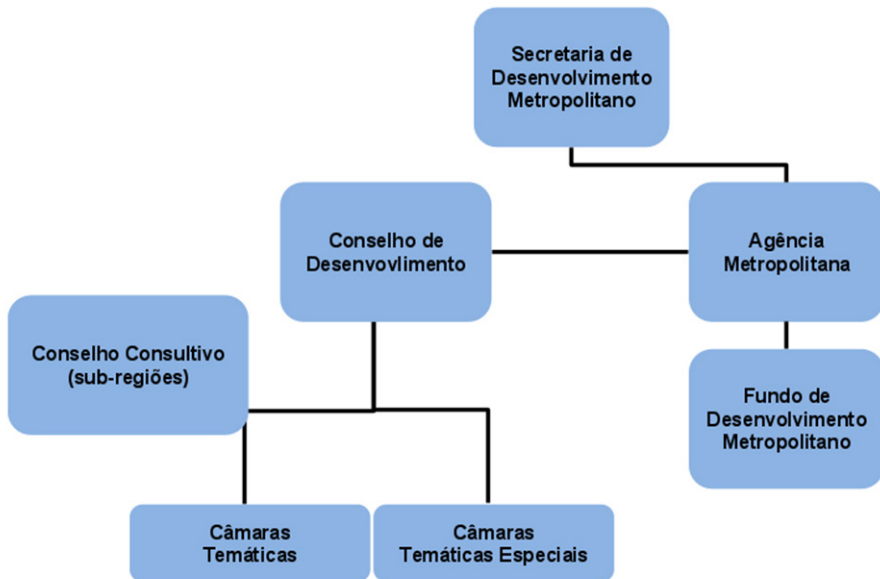 Secretaria de
Desenvolvimento
Metropolitano
Conselho de
Desenvovlimento
Agência
Metropolitana
Conselho Consultivo
(sub-regiões)
Fundo de
Desenvolvimento
Metropolitano
Câmaras
Temáticas
Câmaras
Temáticas Especiais